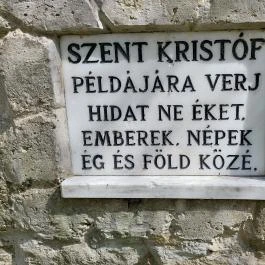 SZENT KRISTÓF
PÉLDÁJÁRA VERJ
HIDAT NE ÉKET.
EMBEREK, NÉPEK
ÉG ÉS FÖLD KÖZÉ.